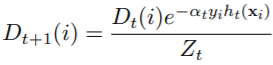 D_{t+1}(i) = \frac{D_t(i)e^{-\alpha_t y_i h_t(\mathbf{x}_i)}}{Z_t}